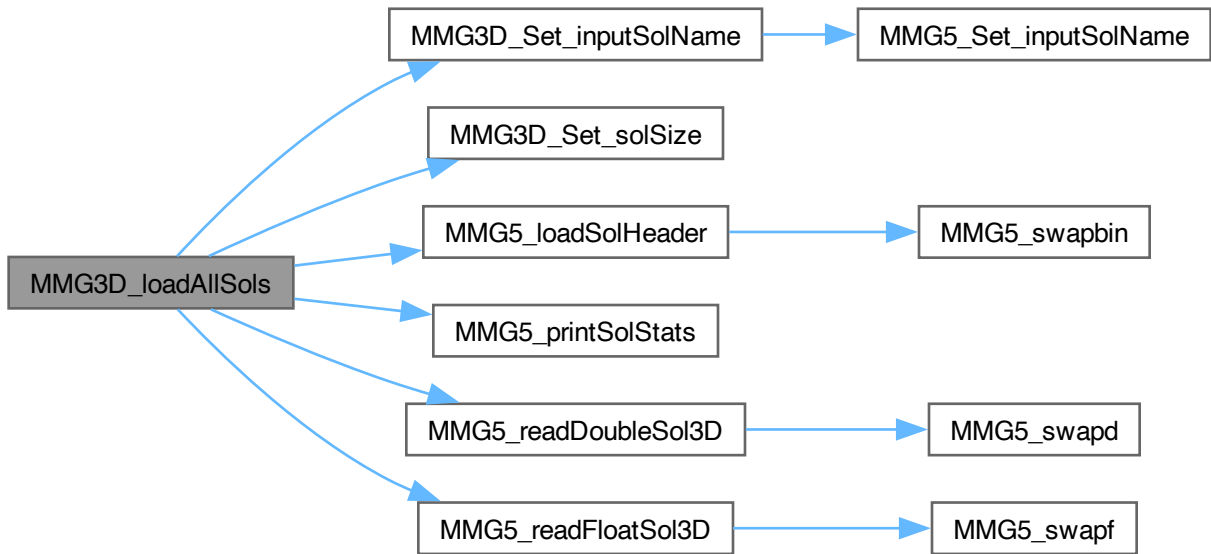 MMG3D_Set_inputSolName
MMG5_Set_inputSolName
MMG3D_Set_solSize
MMG5_loadSolHeader
MMG5_swapbin
MMG3D_loadAllSols
MMG5_printSolStats
MMG5_readDoubleSol3D
MMG5_swapd
MMG5_readFloatSol3D
MMG5_swapf